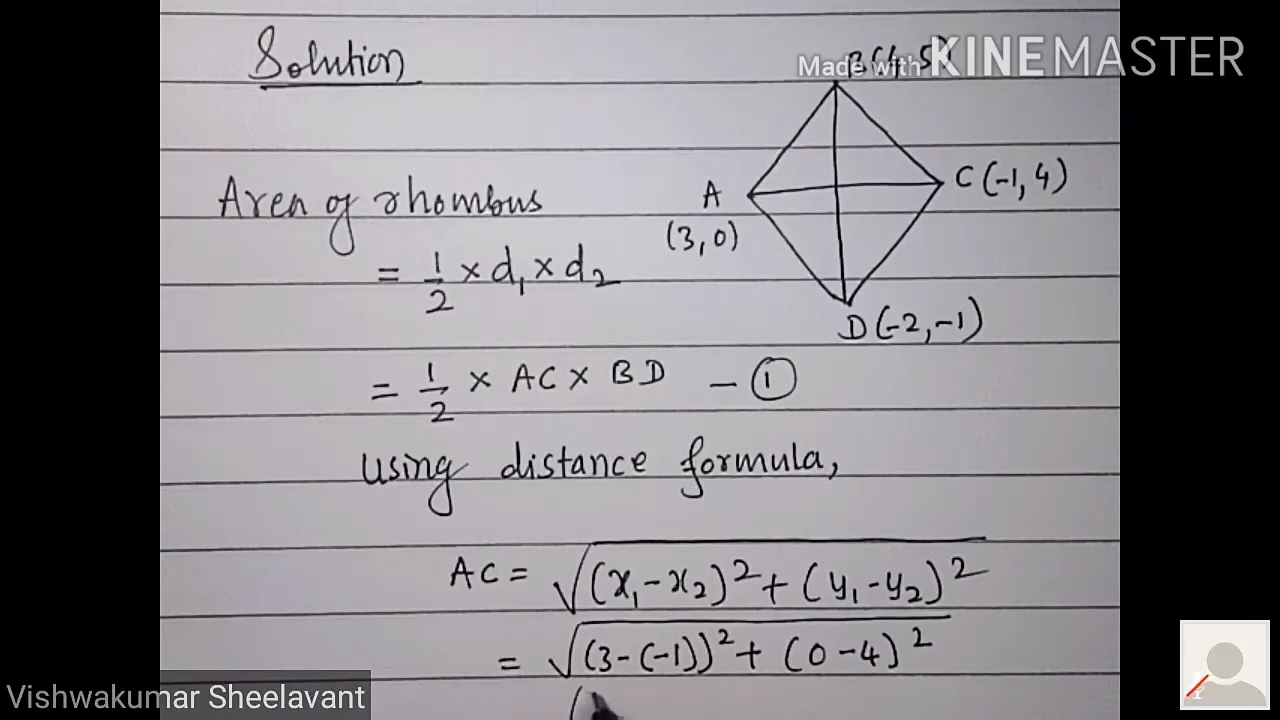 Solution
Made with KINEMASTER
B(4, 5)
C(-1, 4)
Area of rhombus
A
(3, 0)
= 1/2 × d₁ × d₂
D(-2, -1)
= 1/2 × AC × BD - ①
Using distance formula,
AC = √(x₁-x₂)² + (y₁-y₂)²
= √(3-(-1))² + (0-4)²
Vishwakumar Sheelavant